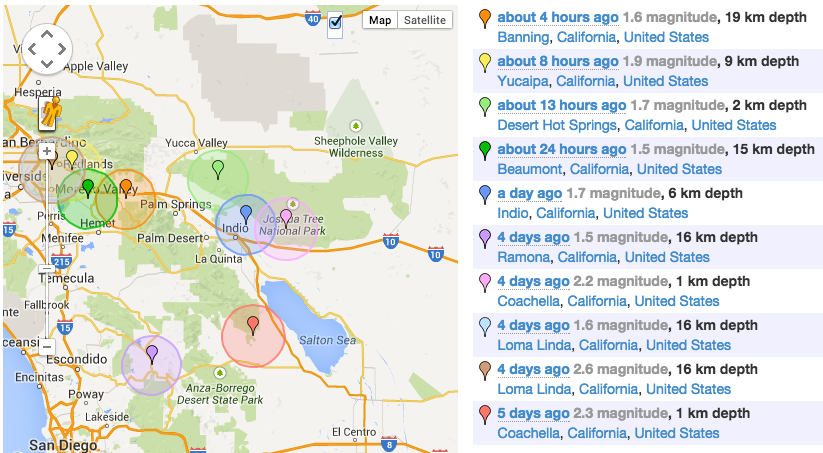 40
Map
Satellite
Apple Valley
Hesperia
Yucca Valley
Sheephole Valley
Wilderness
an Bernardino
Redlands
verside
Moreno Valley
Palm Springs
Joshua Tree
National Park
Perris
Hemet
Indio
15
Menifee
Palm Desert
10
10
La Quinta
215
Temecula
Fallbrook
15
nte
Salton Sea
ceansi
Escondido
Encinitas
Anza-Borrego
Desert State Park
Poway
Lakeside
El Centro
San Diego
8
about 4 hours ago 1.6 magnitude, 19 km depth
Banning, California, United States
about 8 hours ago 1.9 magnitude, 9 km depth
Yucaipa, California, United States
about 13 hours ago 1.7 magnitude, 2 km depth
Desert Hot Springs, California, United States
about 24 hours ago 1.5 magnitude, 15 km depth
Beaumont, California, United States
a day ago 1.7 magnitude, 6 km depth
Indio, California, United States
4 days ago 1.5 magnitude, 16 km depth
Ramona, California, United States
4 days ago 2.2 magnitude, 1 km depth
Coachella, California, United States
4 days ago 1.6 magnitude, 16 km depth
Loma Linda, California, United States
4 days ago 2.6 magnitude, 16 km depth
Loma Linda, California, United States
5 days ago 2.3 magnitude, 1 km depth
Coachella, California, United States